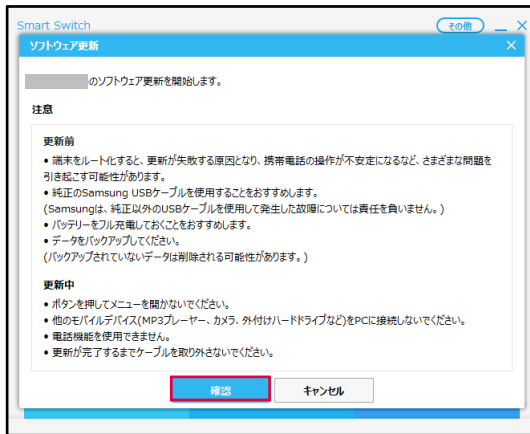 Smart Switch
その他
ソフトウェア更新
のソフトウェア更新を開始します。
注意
更新前
• 端末をルート化すると、更新が失敗する原因となり、携帯電話の操作が不安定になるなど、さまざまな問題を
引き起こす可能性があります。
• 純正のSamsung USBケーブルを使用することをおすすめします。
(Samsungは、純正以外のUSBケーブルを使用して発生した故障については責任を負いません。)
• バッテリーをフル充電しておくことをおすすめします。
• データをバックアップしてください。
(バックアップされていないデータは削除される可能性があります。)
更新中
• ボタンを押してメニューを開かないでください。
• 他のモバイルデバイス(MP3プレーヤー、カメラ、外付けハードドライブなど)をPCに接続しないでください。
• 電話機能を使用できません。
• 更新が完了するまでケーブルを取り外さないでください。
確認
キャンセル